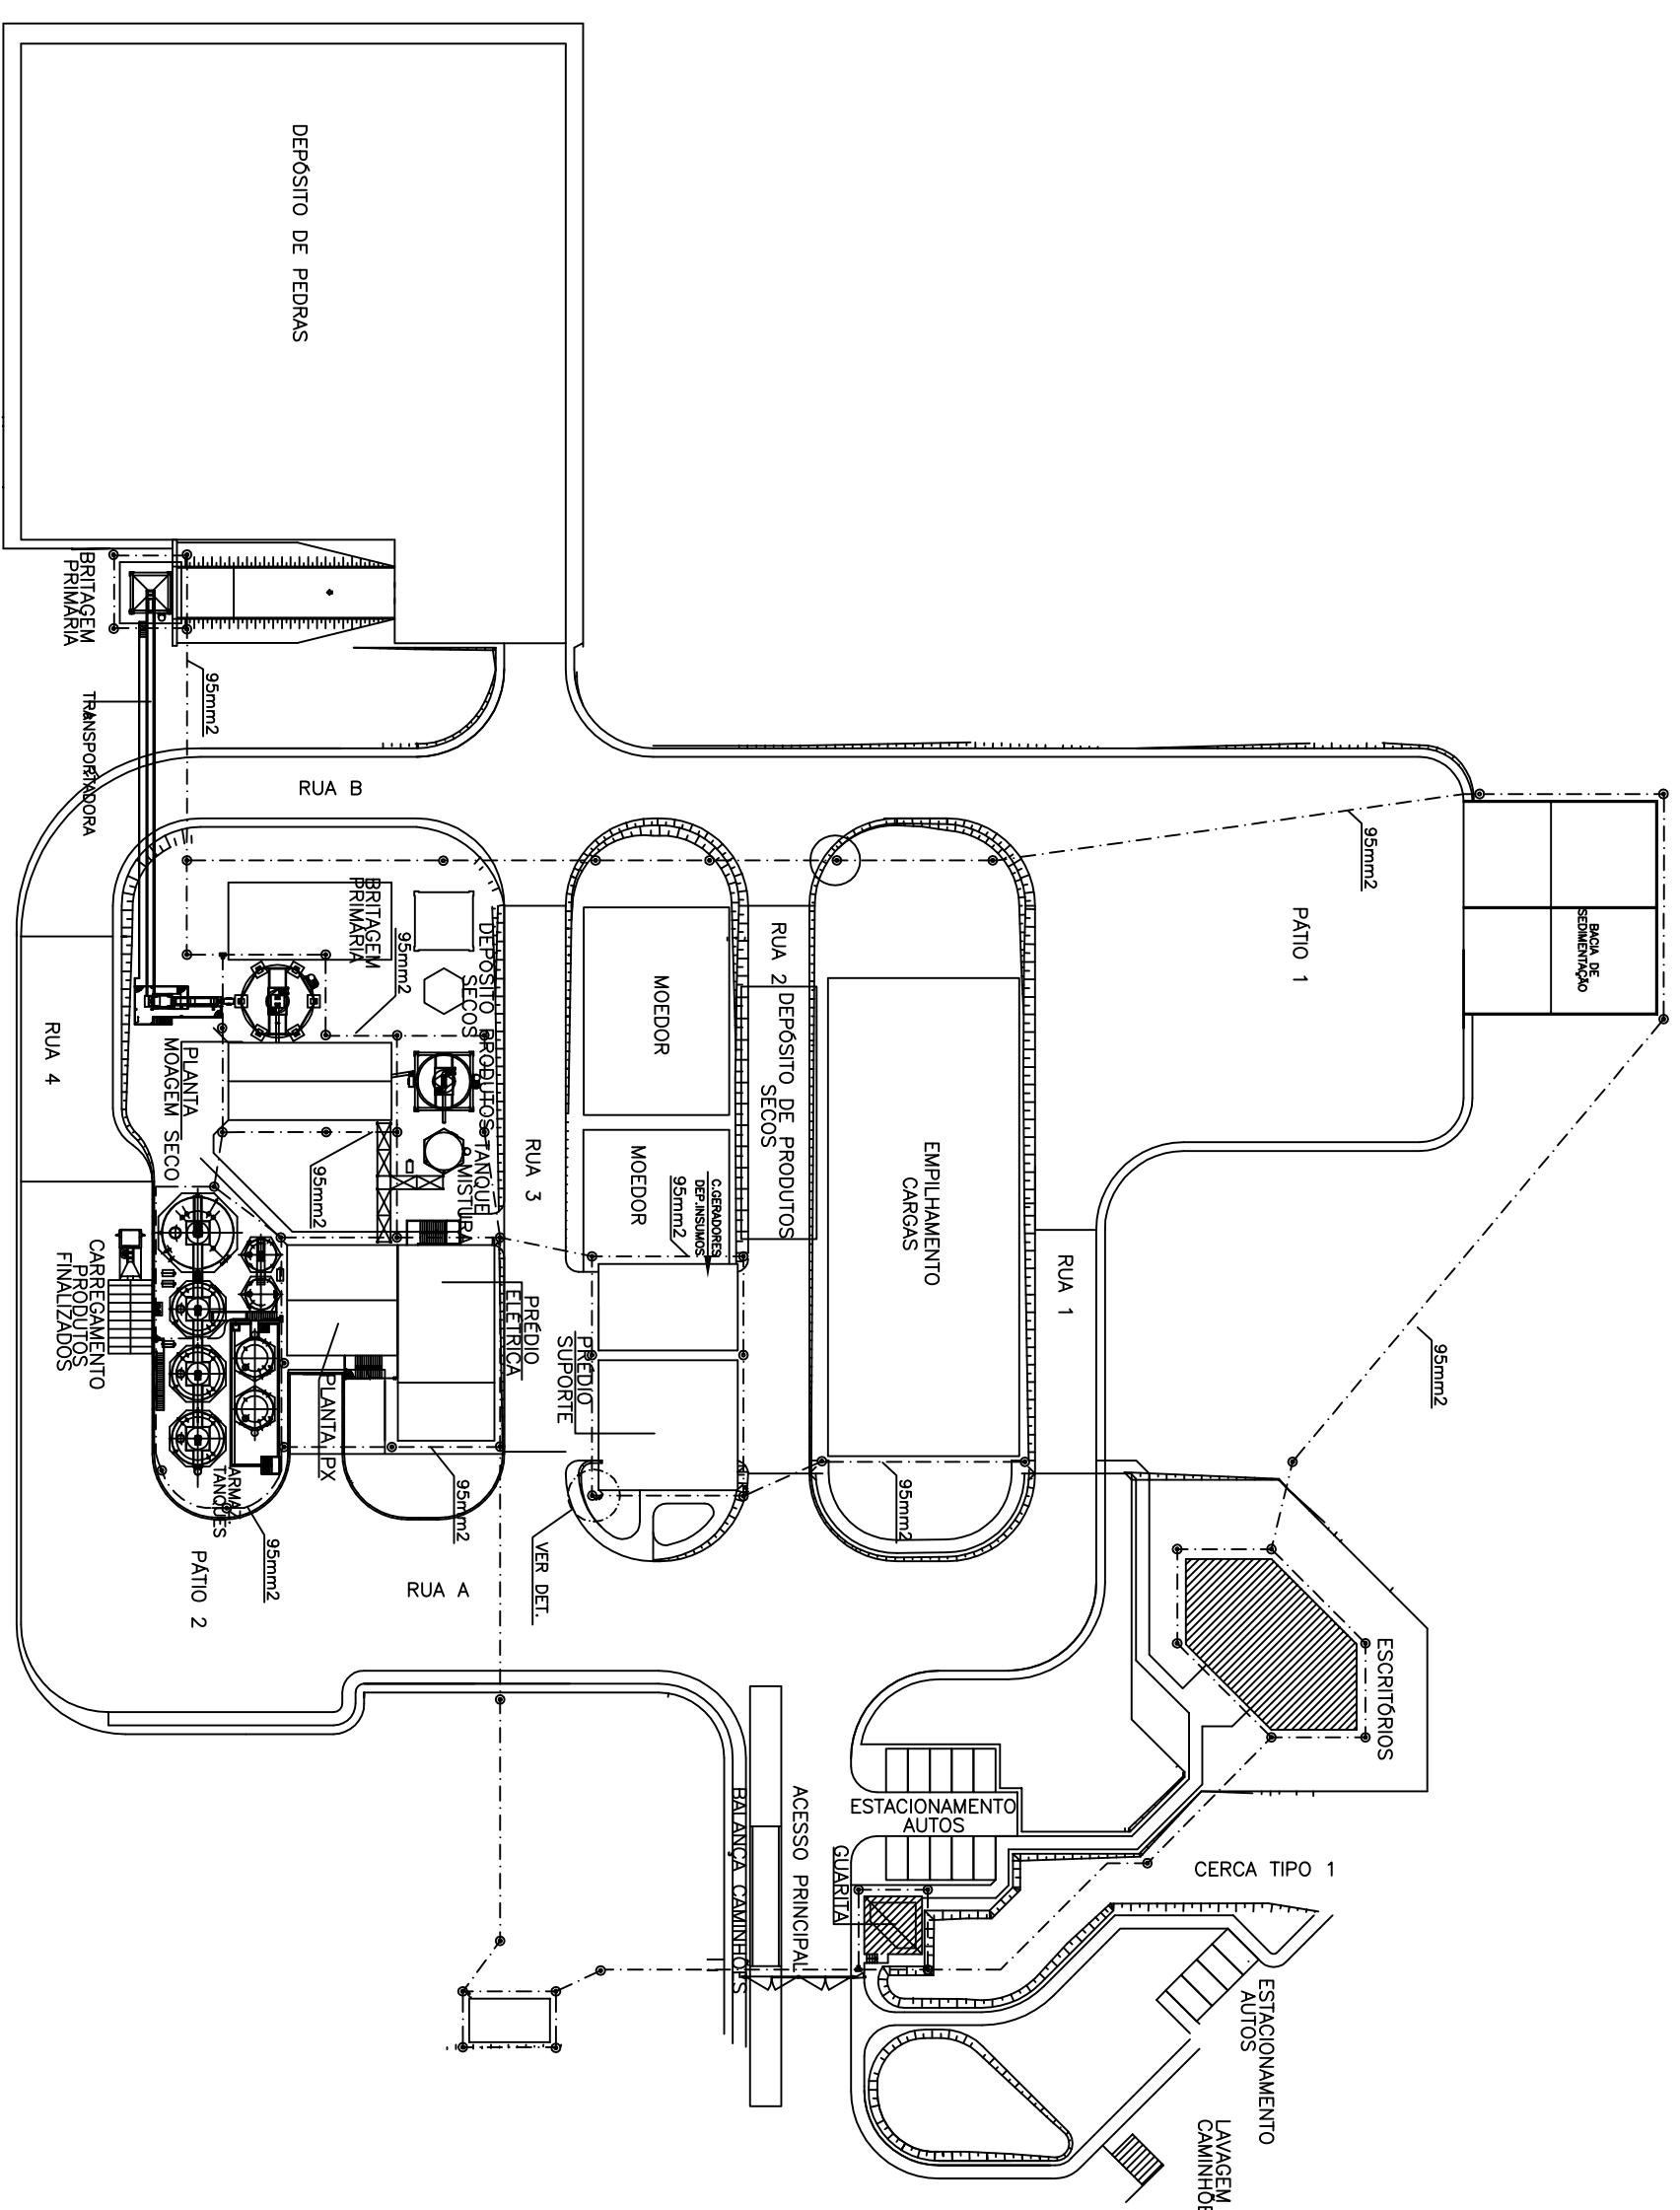 DEPÓSITO DE PEDRAS
BRITAGEM
PRIMÁRIA
95mm2
TRANSPORTADORA
RUA B
95mm2
BACIA DE
SEDIMENTAÇÃO
PÁTIO 1
BRITAGEM
PRIMÁRIA
95mm2
DEPÓSITO PRODUTOS
SECOS
MOEDOR
RUA 2
DEPÓSITO DE PRODUTOS
SECOS
RUA 4
PLANTA
MOAGEM SECO
95mm2
TANQUE
P MISTURA
RUA 3
MOEDOR
C.GERADORES
DEP.INSUMOS
95mm2
EMPILHAMENTO
CARGAS
RUA 1
95mm2
CARREGAMENTO
PRODUTOS
FINALIZADOS
PRÉDIO
ELÉTRICA
PRÉDIO
SUPORTE
PLANTA PX
ARMAZ.
TANQUES
95mm2
95mm2
95mm2
PÁTIO 2
RUA A
VER DET.
ESCRITÓRIOS
BALANÇA CAMINHÕES
ACESSO PRINCIPAL
ESTACIONAMENTO
AUTOS
GUARITA
CERCA TIPO 1
ESTACIONAMENTO
AUTOS
LAVAGEM